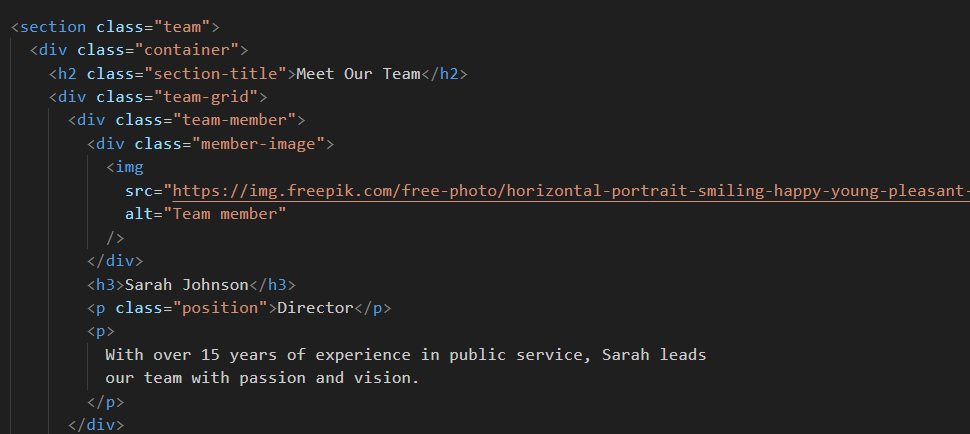 <section class="team">
<div class="container">
<h2 class="section-title">Meet Our Team</h2>
<div class="team-grid">
<div class="team-member">
<div class="member-image">
<img
src="https://img.freepik.com/free-photo/horizontal-portrait-smiling-happy-young-pleasant-
alt="Team member"
/>
</div>
<h3>Sarah Johnson</h3>
<p class="position">Director</p>
<p>
With over 15 years of experience in public service, Sarah leads
our team with passion and vision.
</p>
</div>